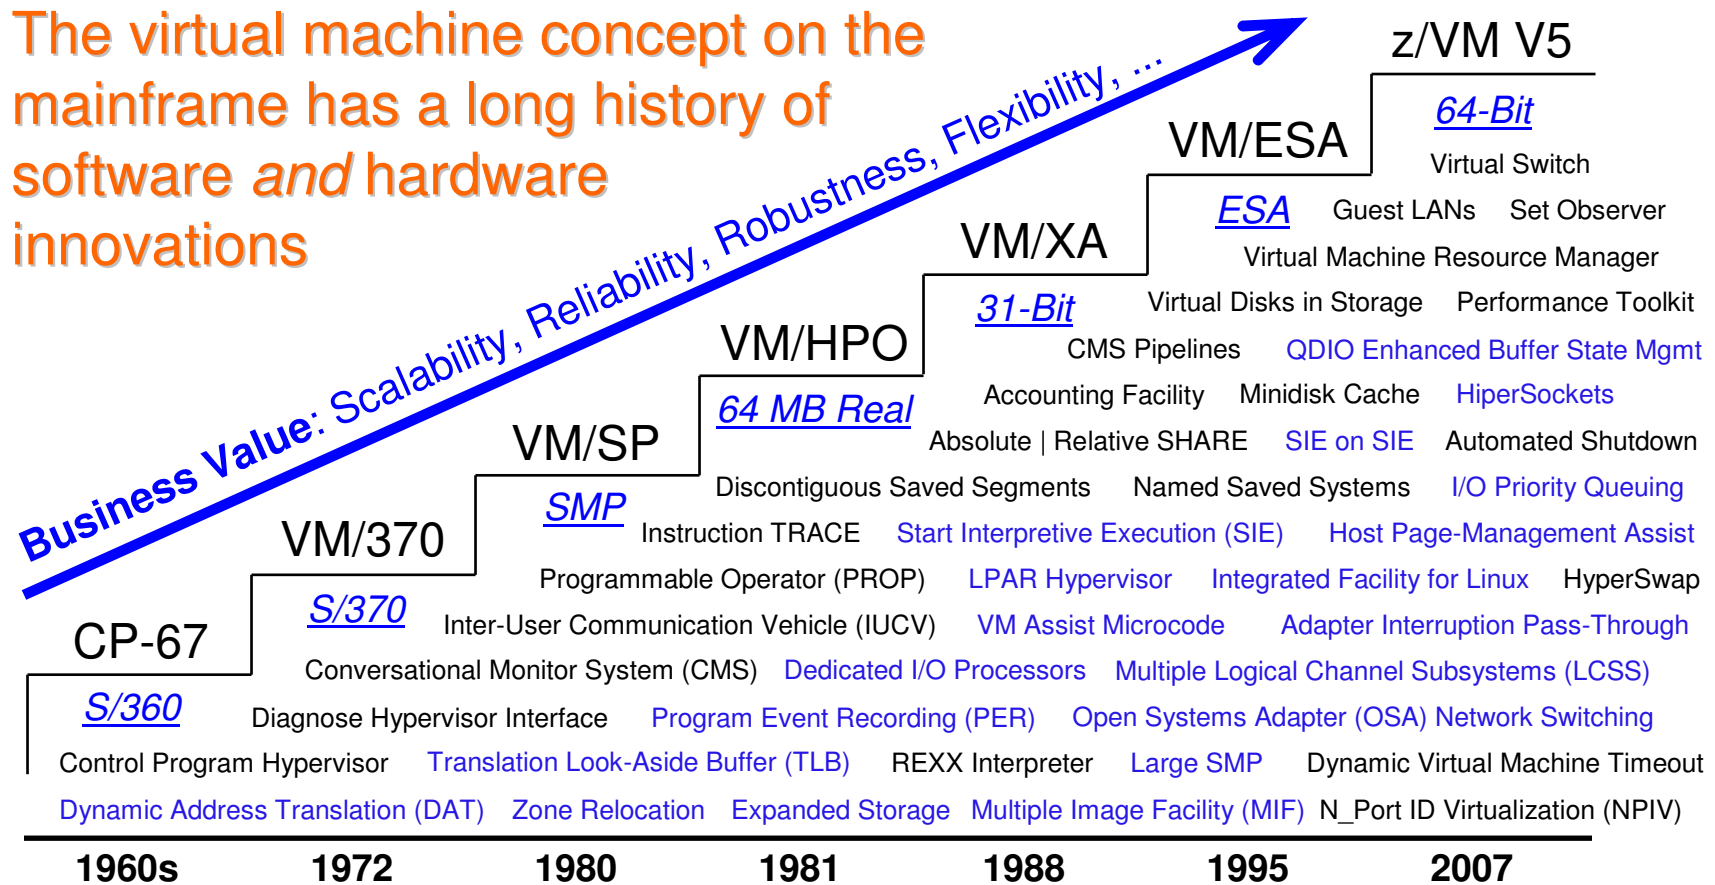 The virtual machine concept on the
mainframe has a long history of
software and hardware
innovations
Business Value: Scalability, Reliability, Robustness, Flexibility, ...
z/VM V5
64-Bit
VM/ESA
Virtual Switch
ESA Guest LANs Set Observer
VM/XA
Virtual Machine Resource Manager
31-Bit Virtual Disks in Storage Performance Toolkit
VM/HPO
CMS Pipelines QDIO Enhanced Buffer State Mgmt
64 MB Real Accounting Facility Minidisk Cache HiperSockets
VM/SP
Absolute | Relative SHARE SIE on SIE Automated Shutdown
Discontiguous Saved Segments Named Saved Systems I/O Priority Queuing
SMP
Instruction TRACE Start Interpretive Execution (SIE) Host Page-Management Assist
VM/370
Programmable Operator (PROP) LPAR Hypervisor Integrated Facility for Linux HyperSwap
S/370 Inter-User Communication Vehicle (IUCV) VM Assist Microcode Adapter Interruption Pass-Through
CP-67
Conversational Monitor System (CMS) Dedicated I/O Processors Multiple Logical Channel Subsystems (LCSS)
S/360 Diagnose Hypervisor Interface Program Event Recording (PER) Open Systems Adapter (OSA) Network Switching
Control Program Hypervisor Translation Look-Aside Buffer (TLB) REXX Interpreter Large SMP Dynamic Virtual Machine Timeout
Dynamic Address Translation (DAT) Zone Relocation Expanded Storage Multiple Image Facility (MIF) N_Port ID Virtualization (NPIV)
1960s 1972 1980 1981 1988 1995 2007